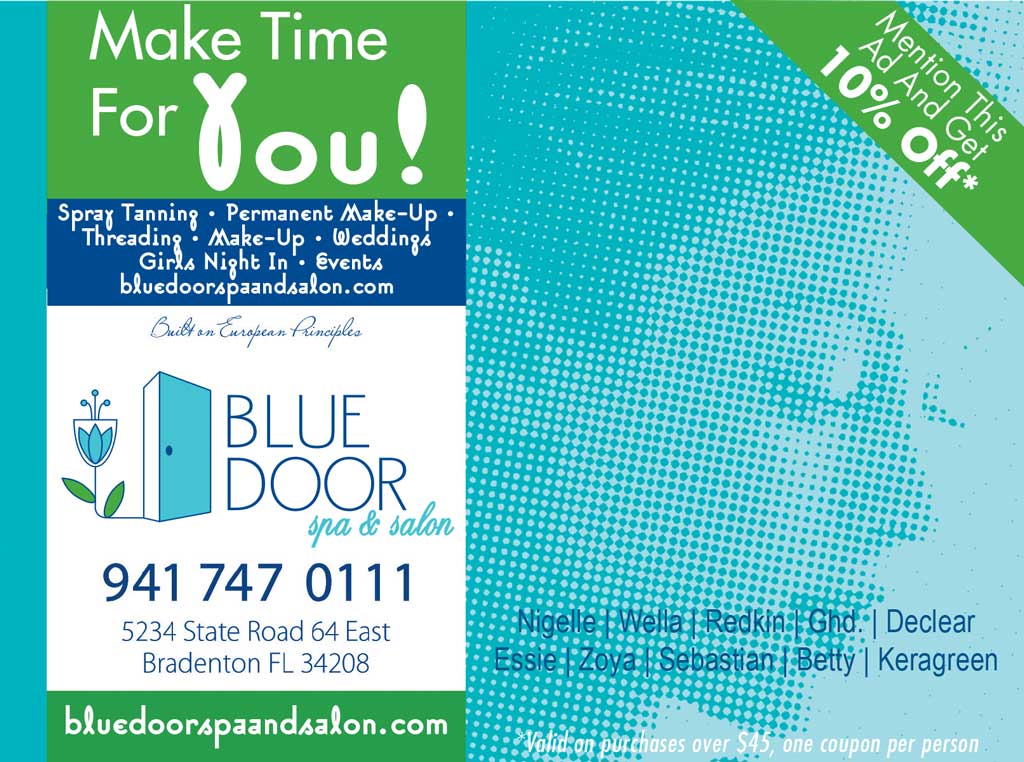 Make Time
For You!
Spray Tanning • Permanent Make-Up •
Threading • Make-Up • Weddings
Girls Night In • Events
bluedoorspaandsalon.com
Built on European Principles
BLUE
DOOR
spa & salon
941 747 0111
5234 State Road 64 East
Bradenton FL 34208
bluedoorspaandsalon.com
Mention This
Ad And Get
10% Off*
Nigelle | Wella | Redkin | Ghd. | Declear
Essie | Zoya | Sebastian | Betty | Keragreen
*Valid on purchases over $45, one coupon per person